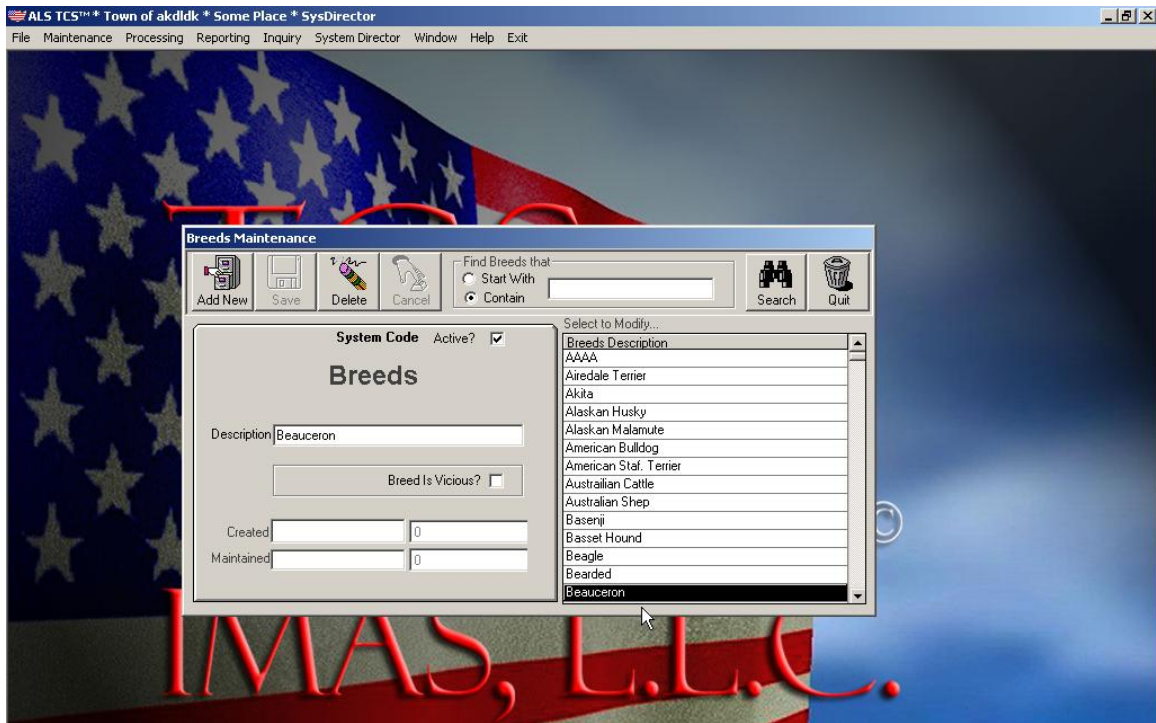 ALS TCS™ * Town of akdldk * Some Place * SysDirector
File Maintenance Processing Reporting Inquiry System Director Window Help Exit
Breeds Maintenance
Add New Save Delete Cancel
Find Breeds that
Start With
Contain
Search Quit
System Code Active?
Breeds
Description Beauceron
Breed Is Vicious?
Created 0
Maintained 0
Select to Modify...
Breeds Description
AAAA
Airedale Terrier
Akita
Alaskan Husky
Alaskan Malamute
American Bulldog
American Staf. Terrier
Austrailian Cattle
Australian Shep
Basenji
Basset Hound
Beagle
Bearded
Beauceron
©
IMAS, L.L.C.